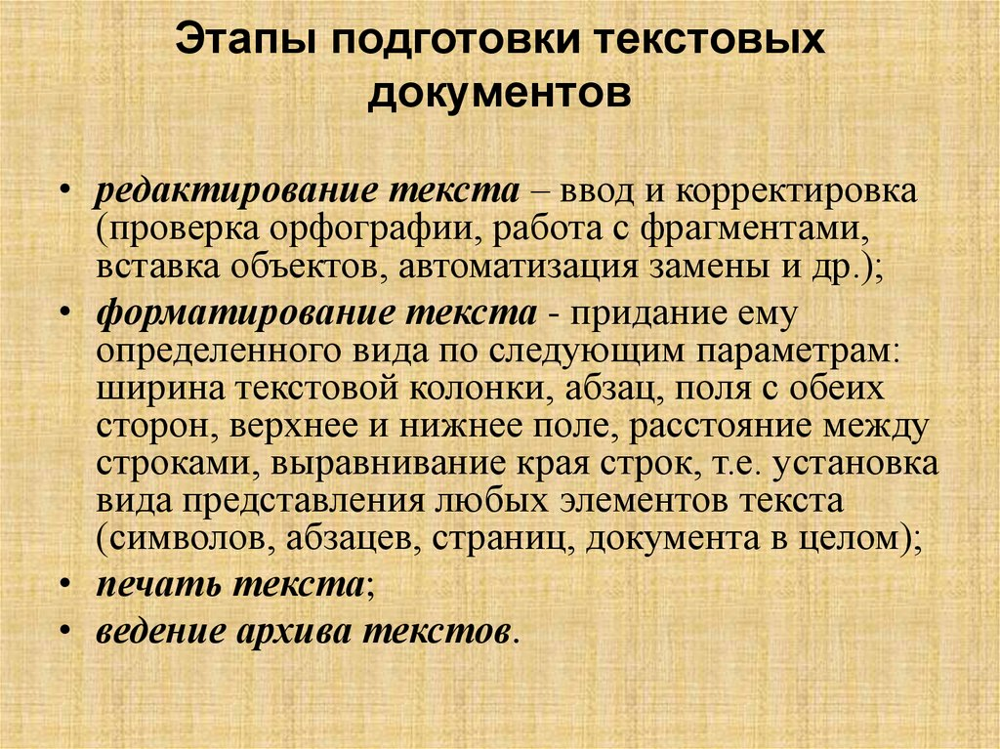 Этапы подготовки текстовых
документов
• редактирование текста – ввод и корректировка
(проверка орфографии, работа с фрагментами,
вставка объектов, автоматизация замены и др.);
• форматирование текста - придание ему
определенного вида по следующим параметрам:
ширина текстовой колонки, абзац, поля с обеих
сторон, верхнее и нижнее поле, расстояние между
строками, выравнивание края строк, т.е. установка
вида представления любых элементов текста
(символов, абзацев, страниц, документа в целом);
• печать текста;
• ведение архива текстов.